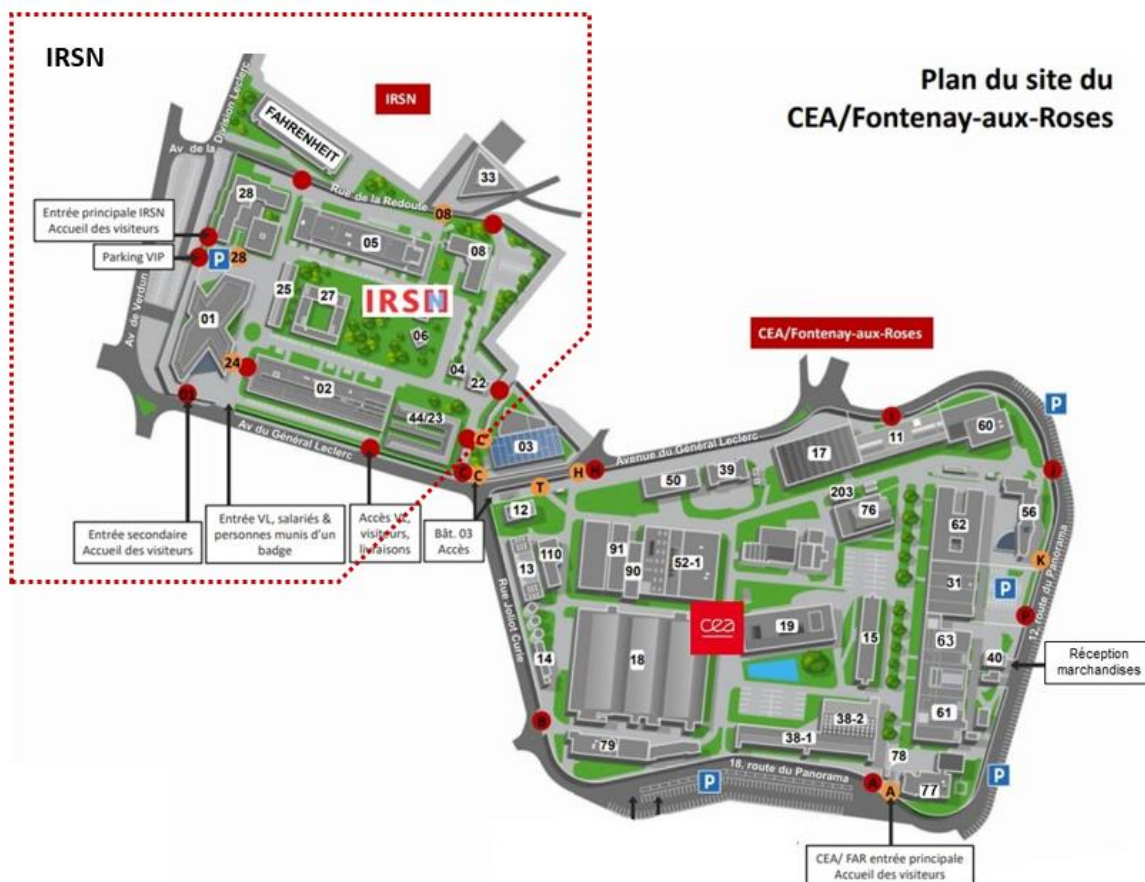 IRSN
Plan du site du
CEA/Fontenay-aux-Roses
IRSN
FAHRENHEIT
Av de la Division Leclerc
33
28
Rue de la Redoute
08
Entrée principale IRSN
Accueil des visiteurs
05
08
Parking VIP
P
28
25
27
IRSN
01
06
Av de Verdun
CEA/Fontenay-aux-Roses
24
04
22
02
01
44/23
P
60
11
Av du Général Leclerc
C
03
Avenue du Général Leclerc
17
C
C
H
H
50
39
J
T
203
12
76
62
56
Entrée secondaire
Accueil des visiteurs
Entrée VL, salariés &
personnes munis d'un
badge
Accès VL,
visiteurs,
livraisons
Bât. 03
Accès
91
110
52-1
13
90
K
31
P
Rue Joliot Curie
cea
19
15
P
12, route du Panorama
63
18
14
40
Réception
marchandises
38-2
61
B
38-1
79
78
18, route du Panorama
P
A
A
77
P
CEA/ FAR entrée principale
Accueil des visiteurs